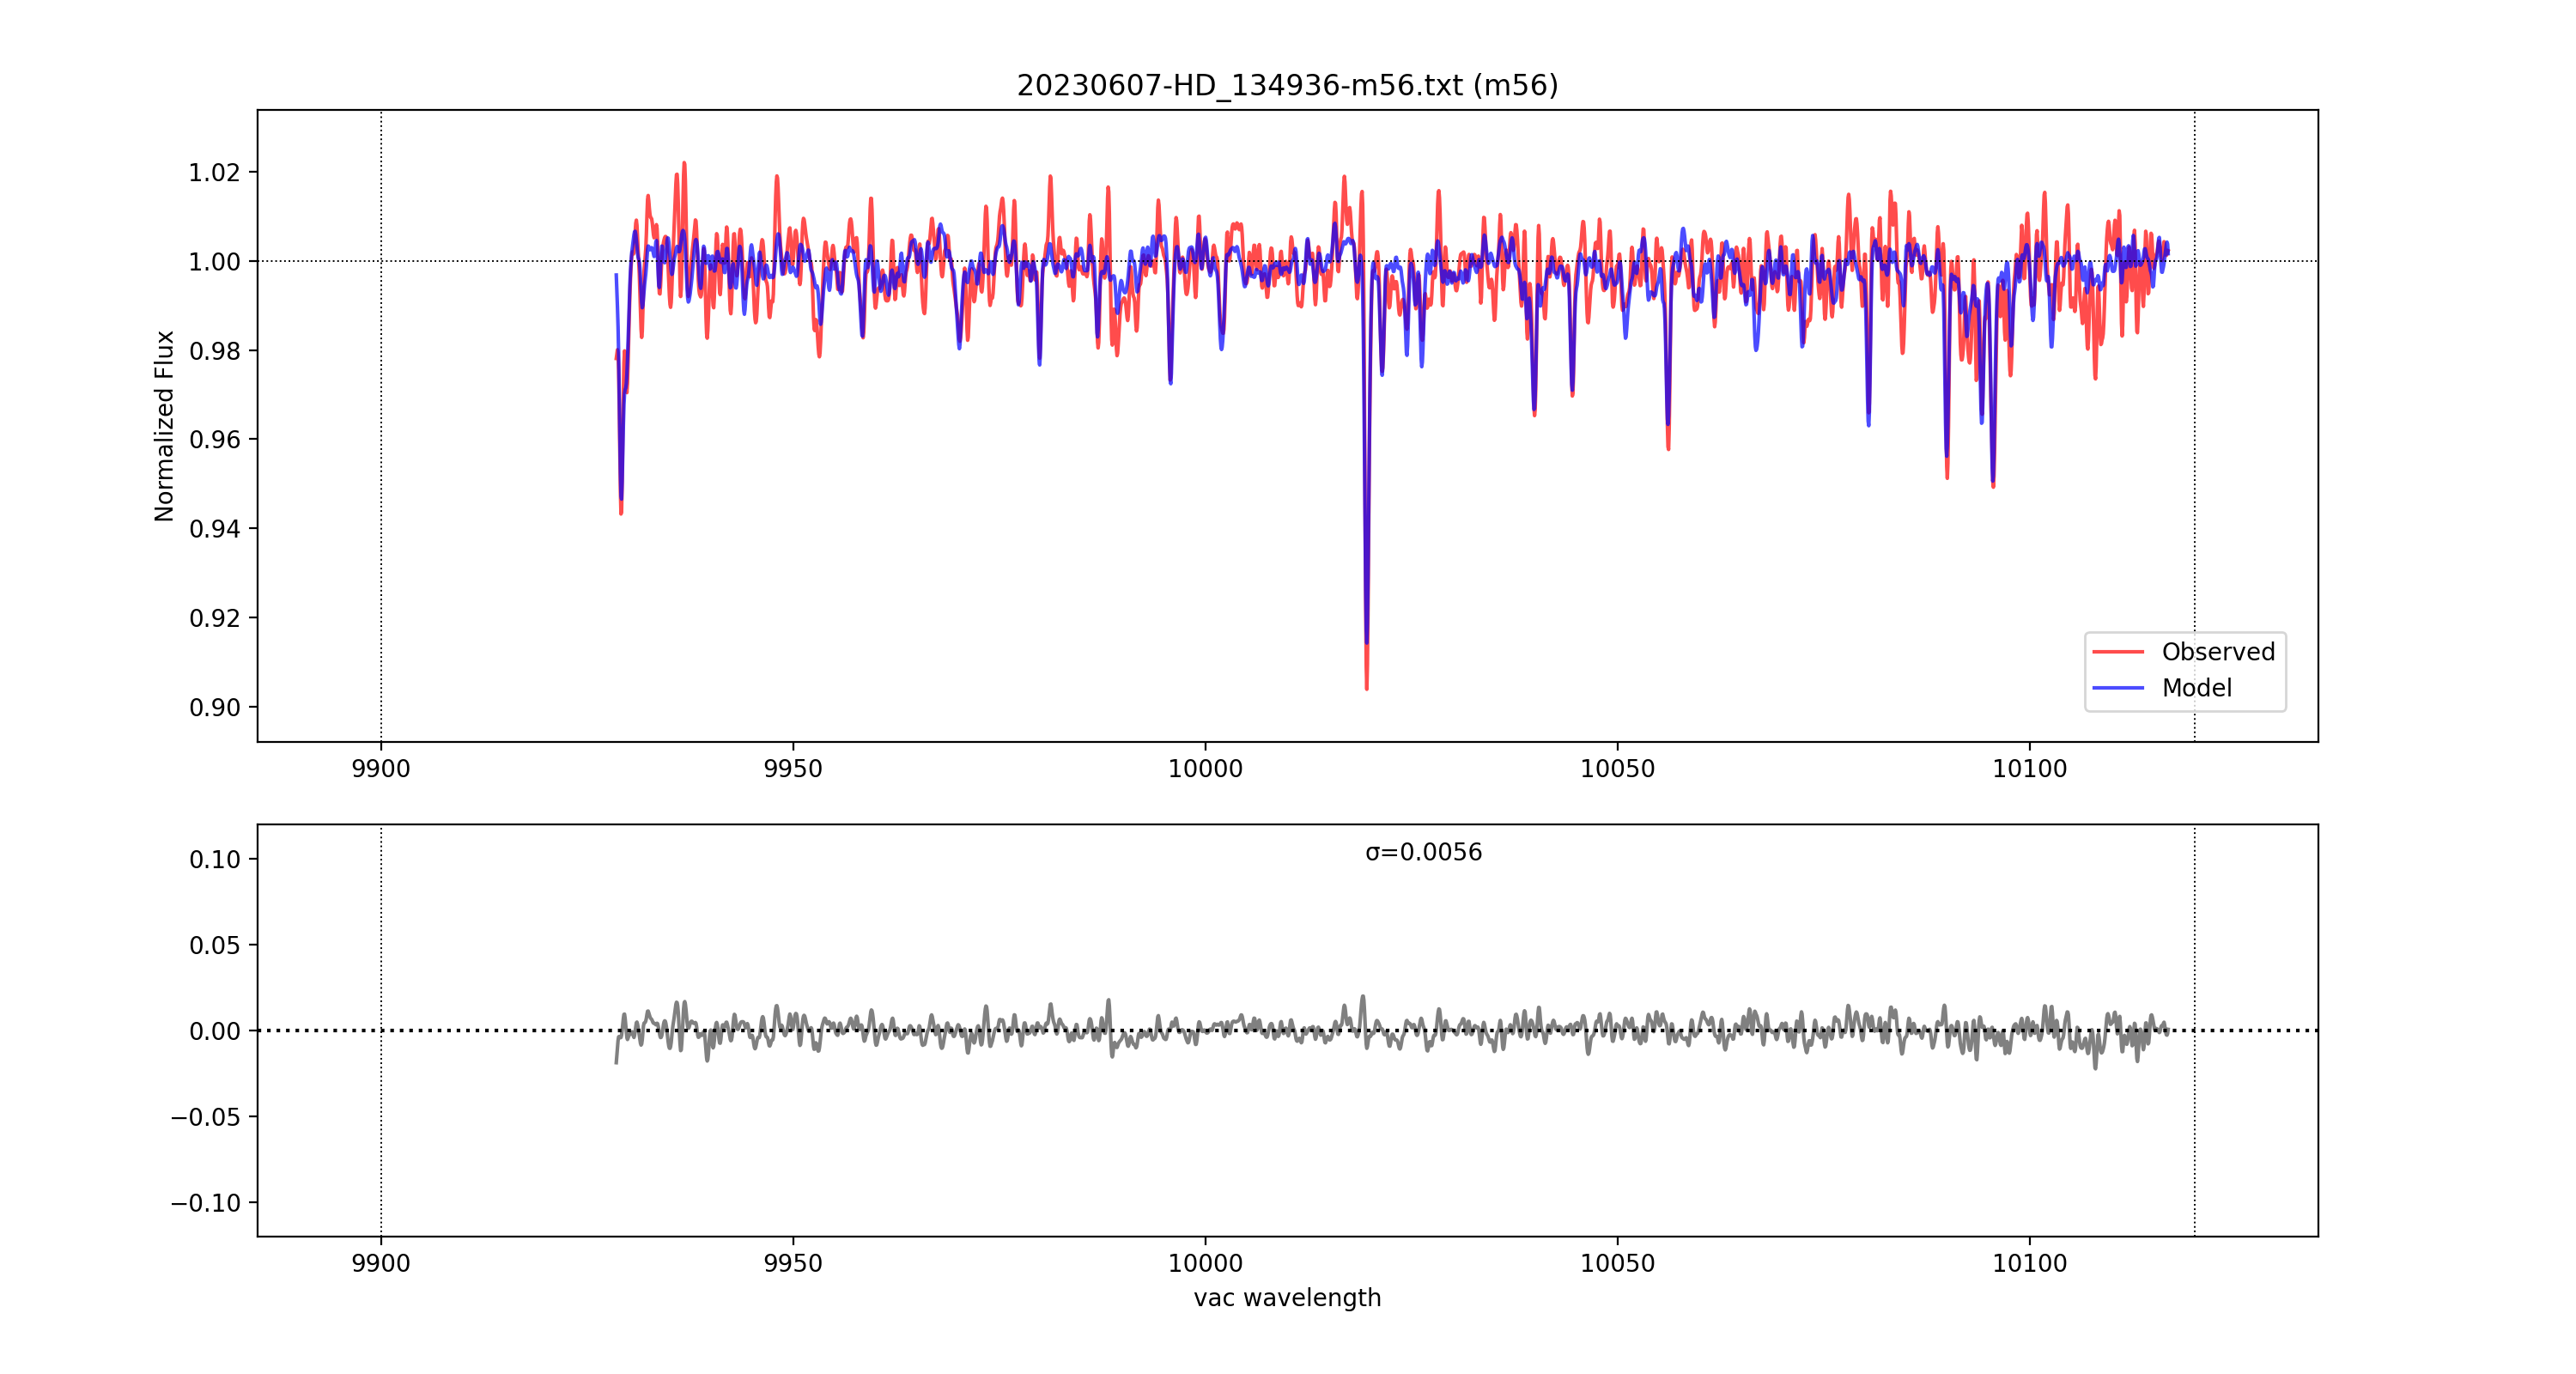 20230607-HD_134936-m56.txt (m56)
Normalized Flux
1.02
1.00
0.98
0.96
0.94
0.92
0.90
Observed
Model
9900 9950 10000 10050 10100
σ=0.0056
0.10
0.05
0.00
−0.05
−0.10
9900 9950 10000 10050 10100
vac wavelength